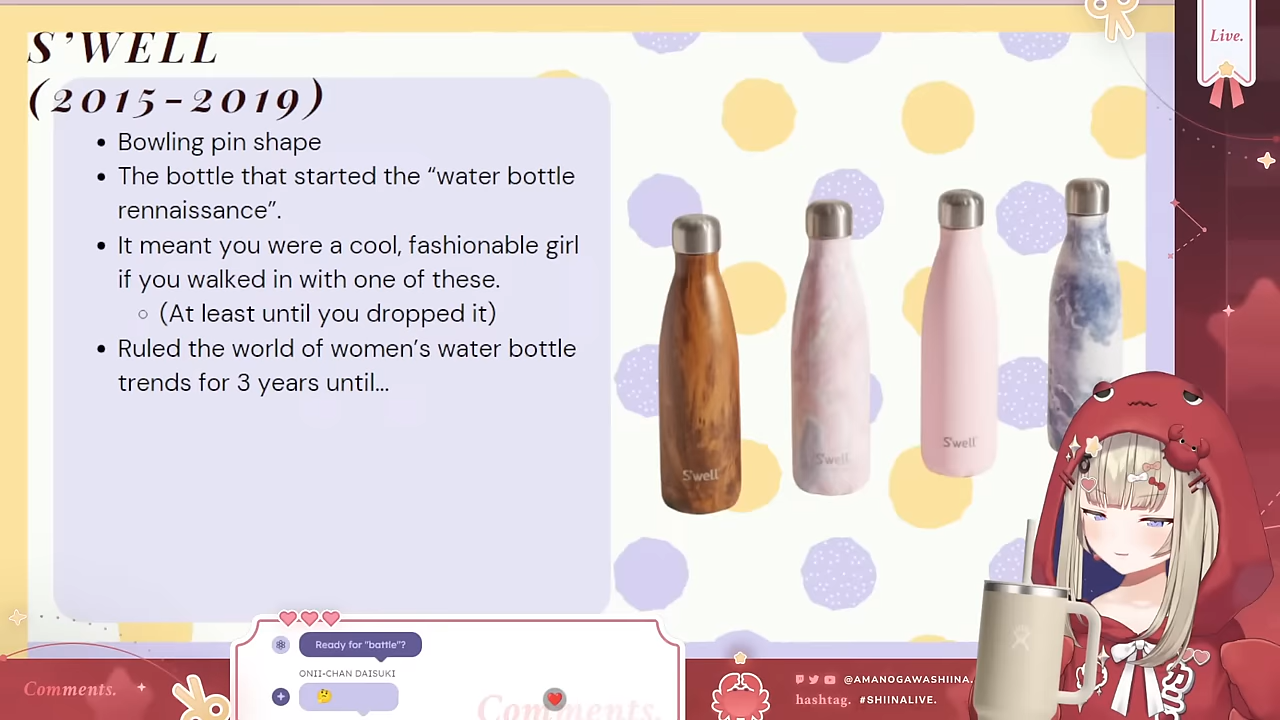 S’WELL
(2015-2019)
Bowling pin shape
The bottle that started the “water bottle
rennaissance”.
It meant you were a cool, fashionable girl
if you walked in with one of these.
(At least until you dropped it)
Ruled the world of women’s water bottle
trends for 3 years until...
S'well
S'well
S'well
Live.
Ready for "battle"?
ONII-CHAN DAISUKI
Comments.
Comments.
@AMANOGAWASHIINA.
hashtag. #SHIINALIVE.